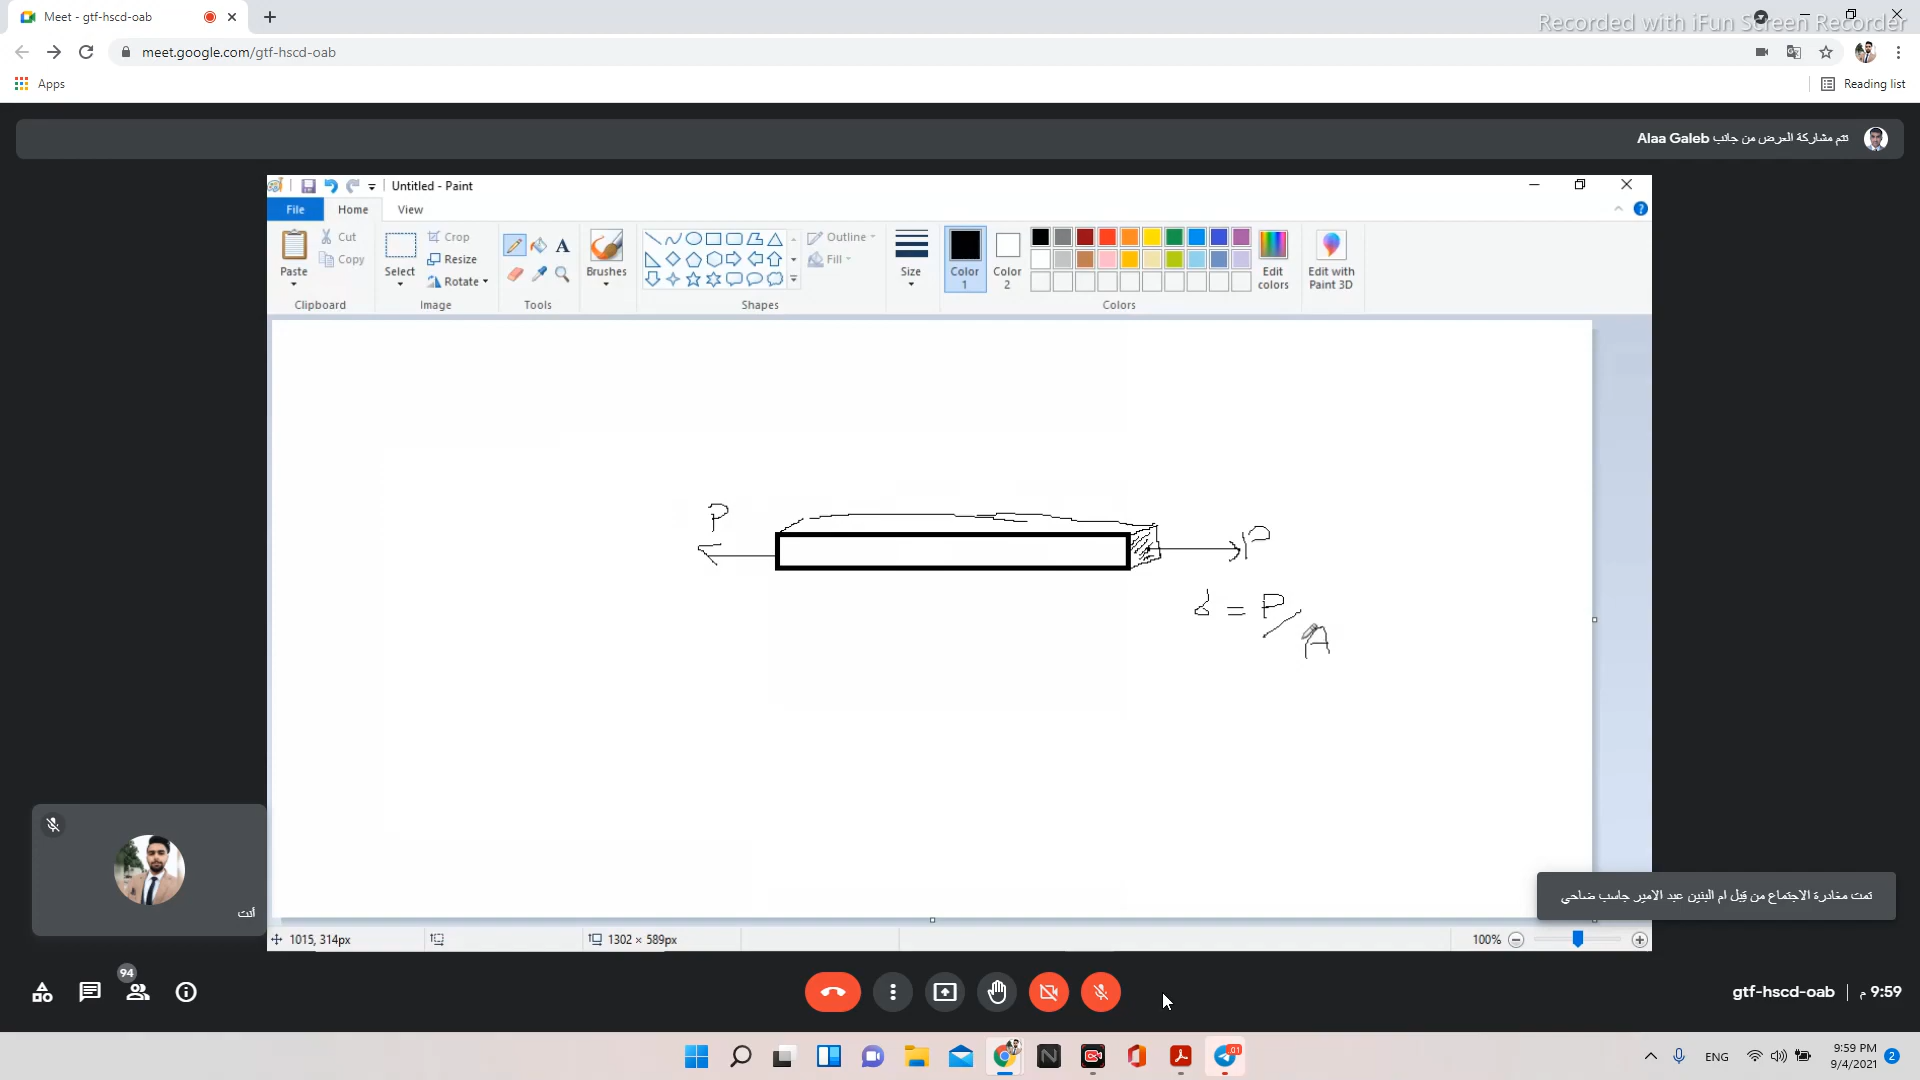 Meet - gtf-hscd-oab
Recorded with iFun Screen Recorder
meet.google.com/gtf-hscd-oab
Apps
Reading list
تتم مشاركة العرض من جانب Alaa Galeb
Untitled - Paint
File Home View
Paste
Cut
Copy
Clipboard
Select
Crop
Resize
Rotate
Image
Tools
Brushes
Shapes
Outline
Fill
Size
Color 1
Color 2
Edit colors
Colors
Edit with Paint 3D
P
P
= P/A
أنت
تمت مغادرة الاجتماع من قِبل ام البنين عبد الامير جاسب ضاحي
1015, 314px
1302 × 589px
100%
94
gtf-hscd-oab | 9:59 م
01
ENG
9:59 PM
9/4/2021
2